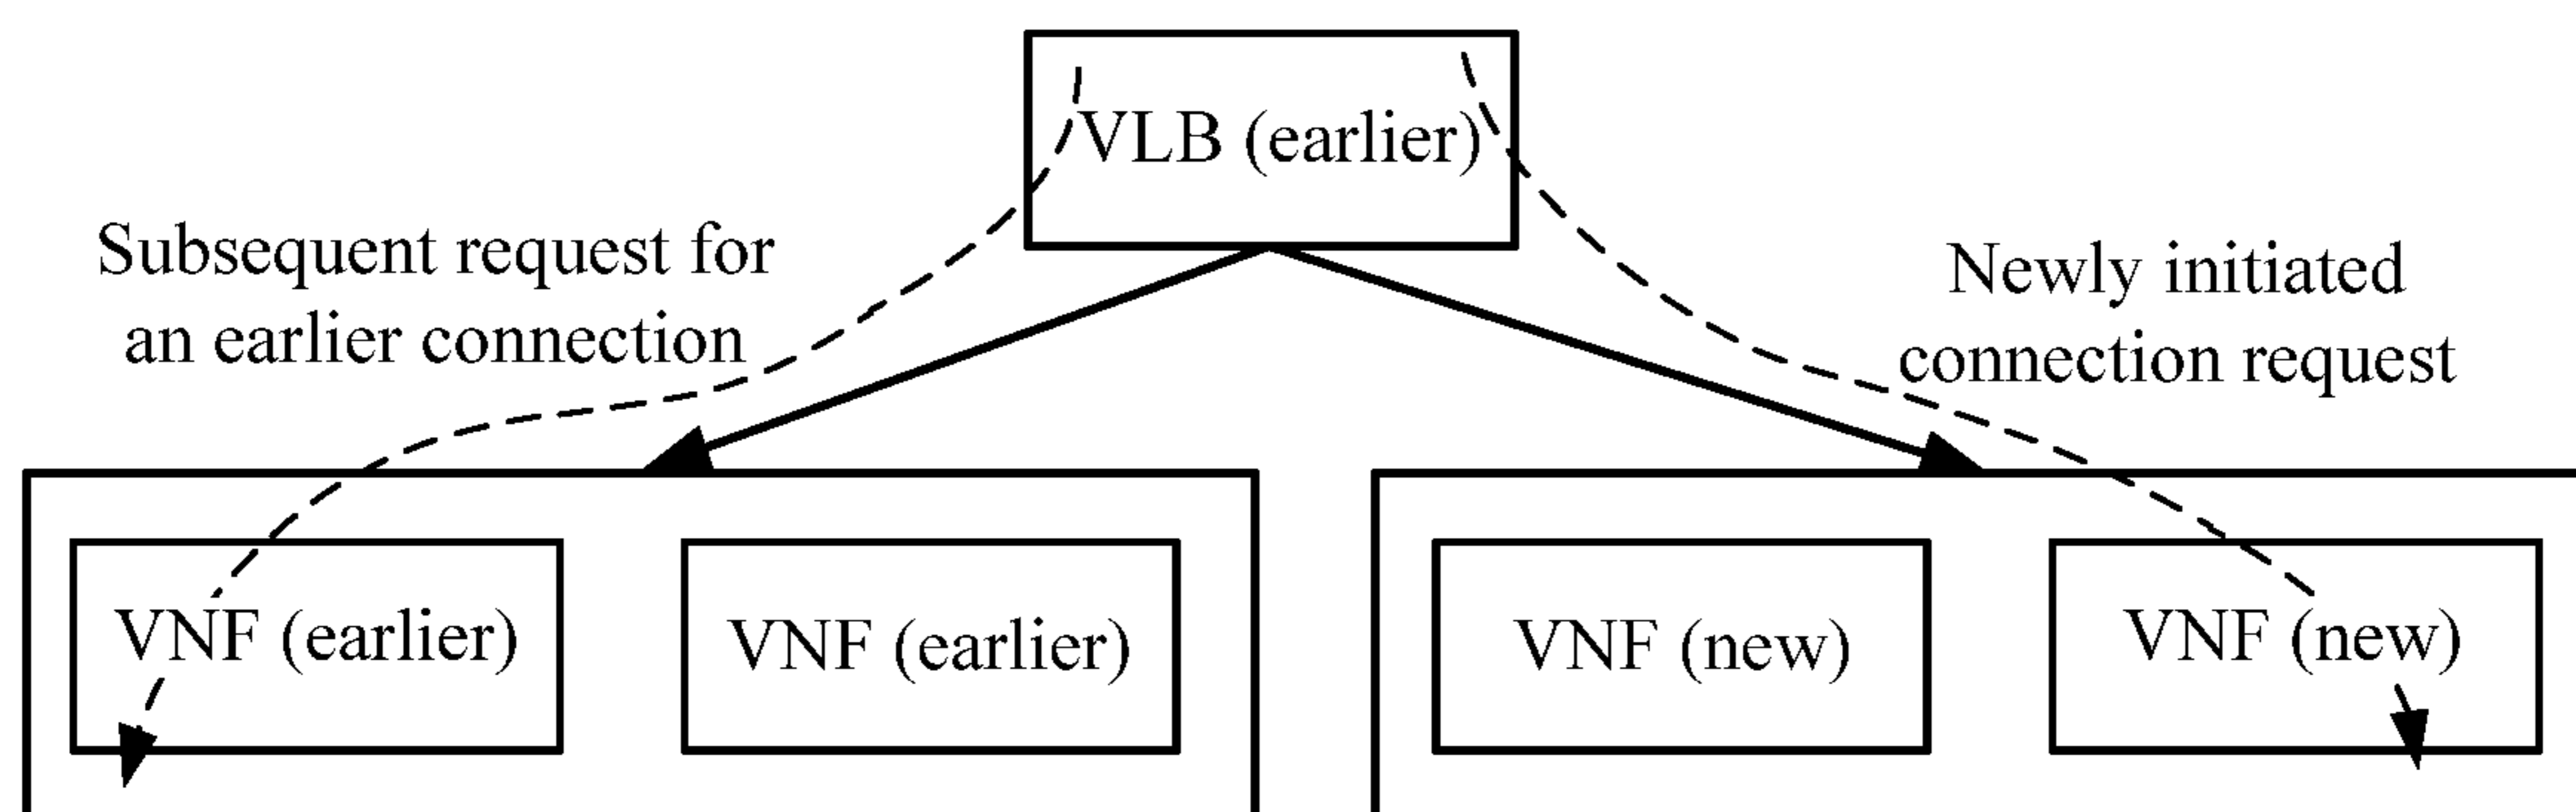 VLB (earlier)
Subsequent request for
an earlier connection
Newly initiated
connection request
VNF (earlier)
VNF (earlier)
VNF (new)
VNF (new)